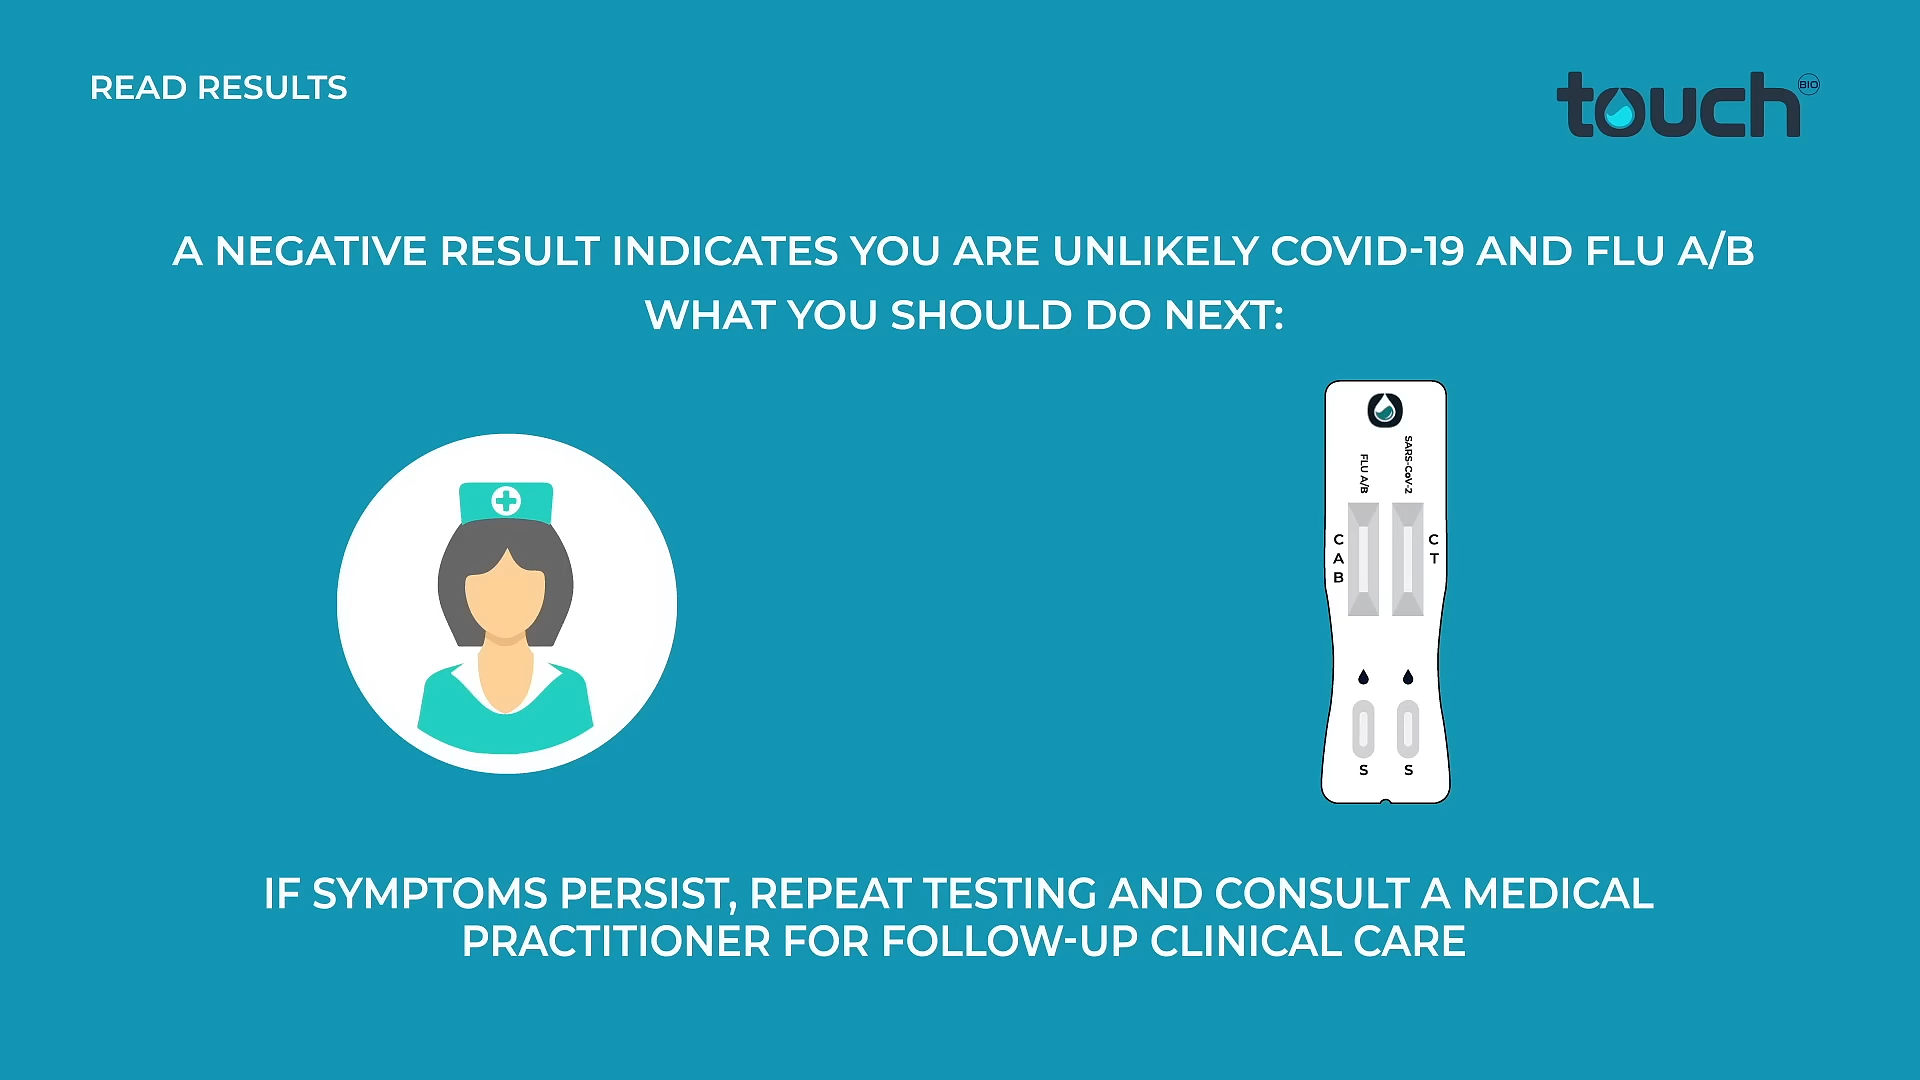 READ RESULTS
touch BIO
A NEGATIVE RESULT INDICATES YOU ARE UNLIKELY COVID-19 AND FLU A/B
WHAT YOU SHOULD DO NEXT:
FLU A/B
SARS-CoV-2
C
A
B
C
T
S
S
IF SYMPTOMS PERSIST, REPEAT TESTING AND CONSULT A MEDICAL
PRACTITIONER FOR FOLLOW-UP CLINICAL CARE